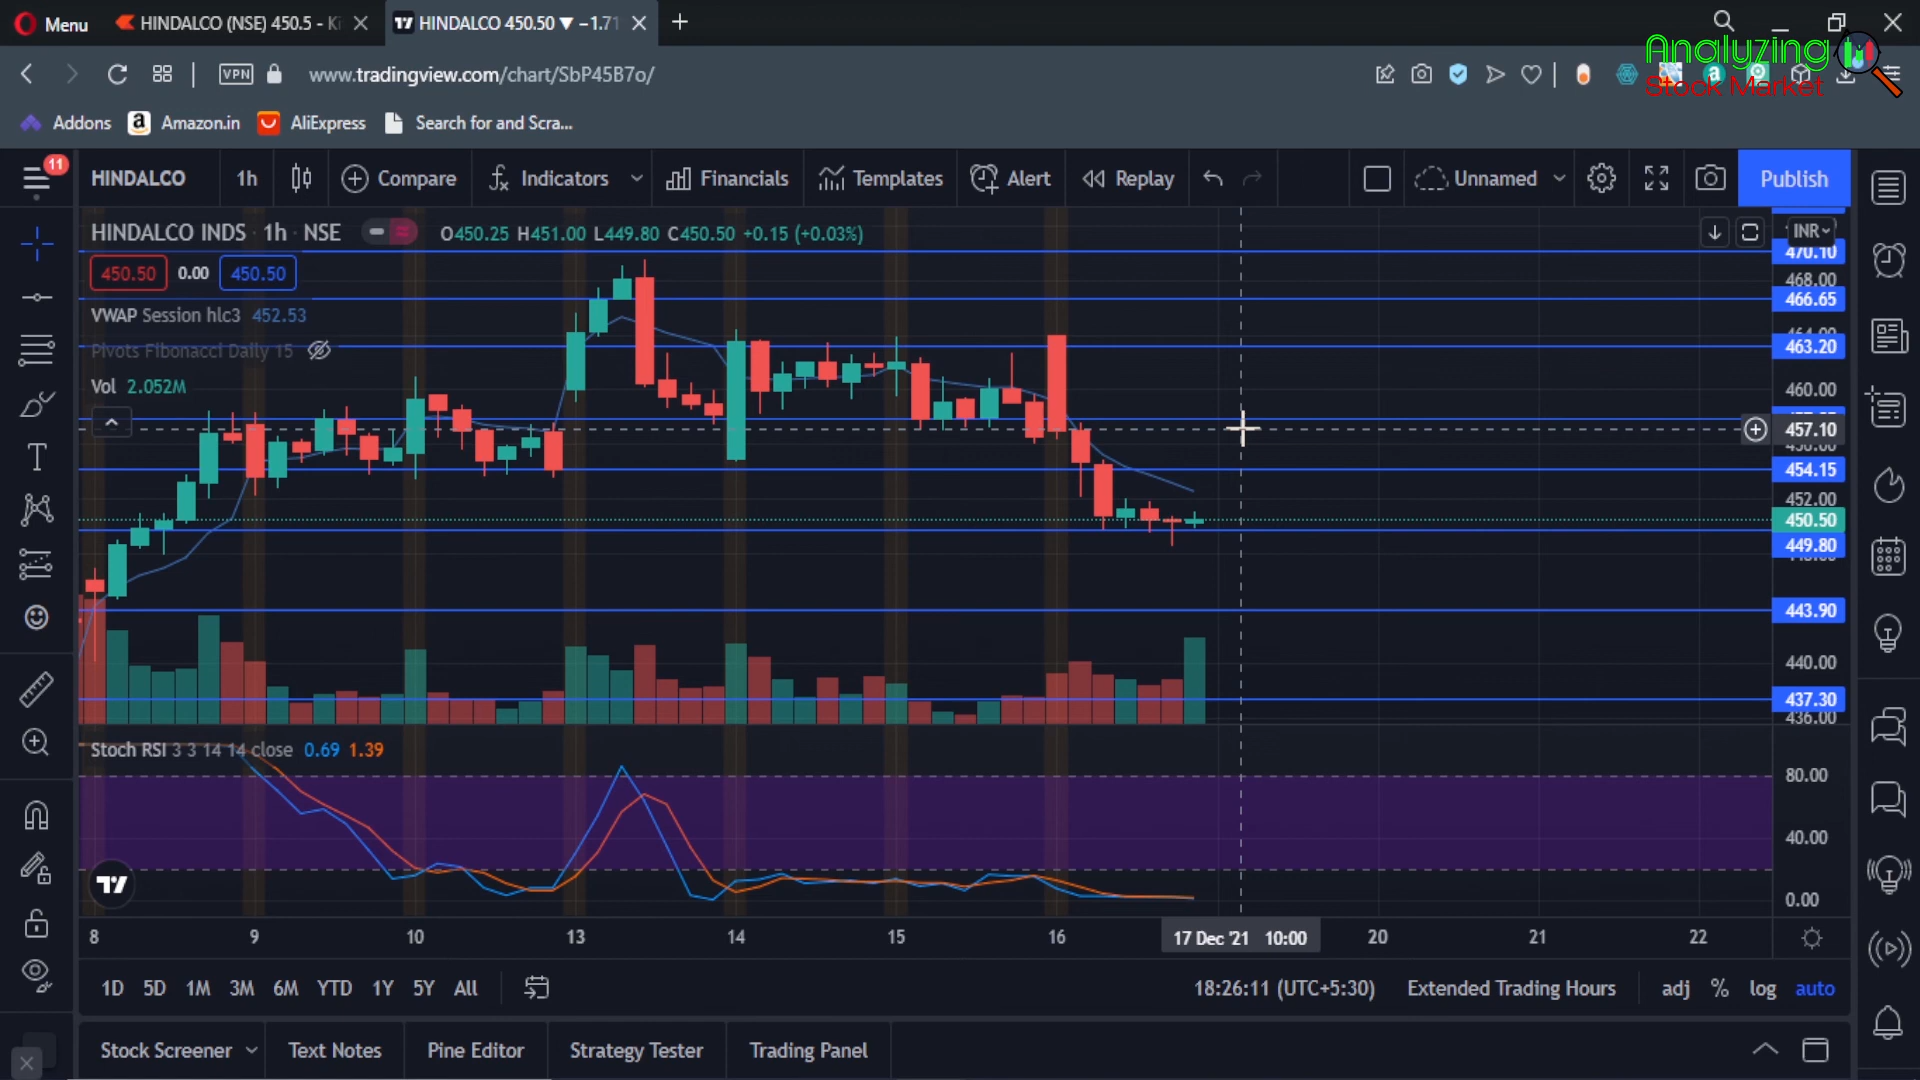 Menu
HINDALCO (NSE) 450.5 - Ki
HINDALCO 450.50 ▼ −1.71
Analyzing
Stock Market
VPN
www.tradingview.com/chart/SbP45B7o/
Addons
Amazon.in
AliExpress
Search for and Scra...
11
HINDALCO
1h
Compare
Indicators
Financials
Templates
Alert
Replay
Unnamed
Publish
HINDALCO INDS · 1h · NSE
O450.25 H451.00 L449.80 C450.50 +0.15 (+0.03%)
INR
450.50
0.00
450.50
VWAP Session hlc3 452.53
Pivots Fibonacci Daily 15
Vol 2.052M
470.10
468.00
466.65
463.20
460.00
457.10
454.15
452.00
450.50
449.80
443.90
440.00
437.30
436.00
Stoch RSI 3 3 14 14 close 0.69 1.39
80.00
40.00
0.00
8
9
10
13
14
15
16
17 Dec '21 10:00
20
21
22
1D
5D
1M
3M
6M
YTD
1Y
5Y
All
18:26:11 (UTC+5:30)
Extended Trading Hours
adj
%
log
auto
Stock Screener
Text Notes
Pine Editor
Strategy Tester
Trading Panel